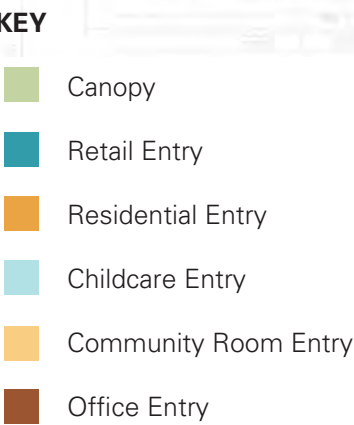 KEY
Canopy
Retail Entry
Residential Entry
Childcare Entry
Community Room Entry
Office Entry